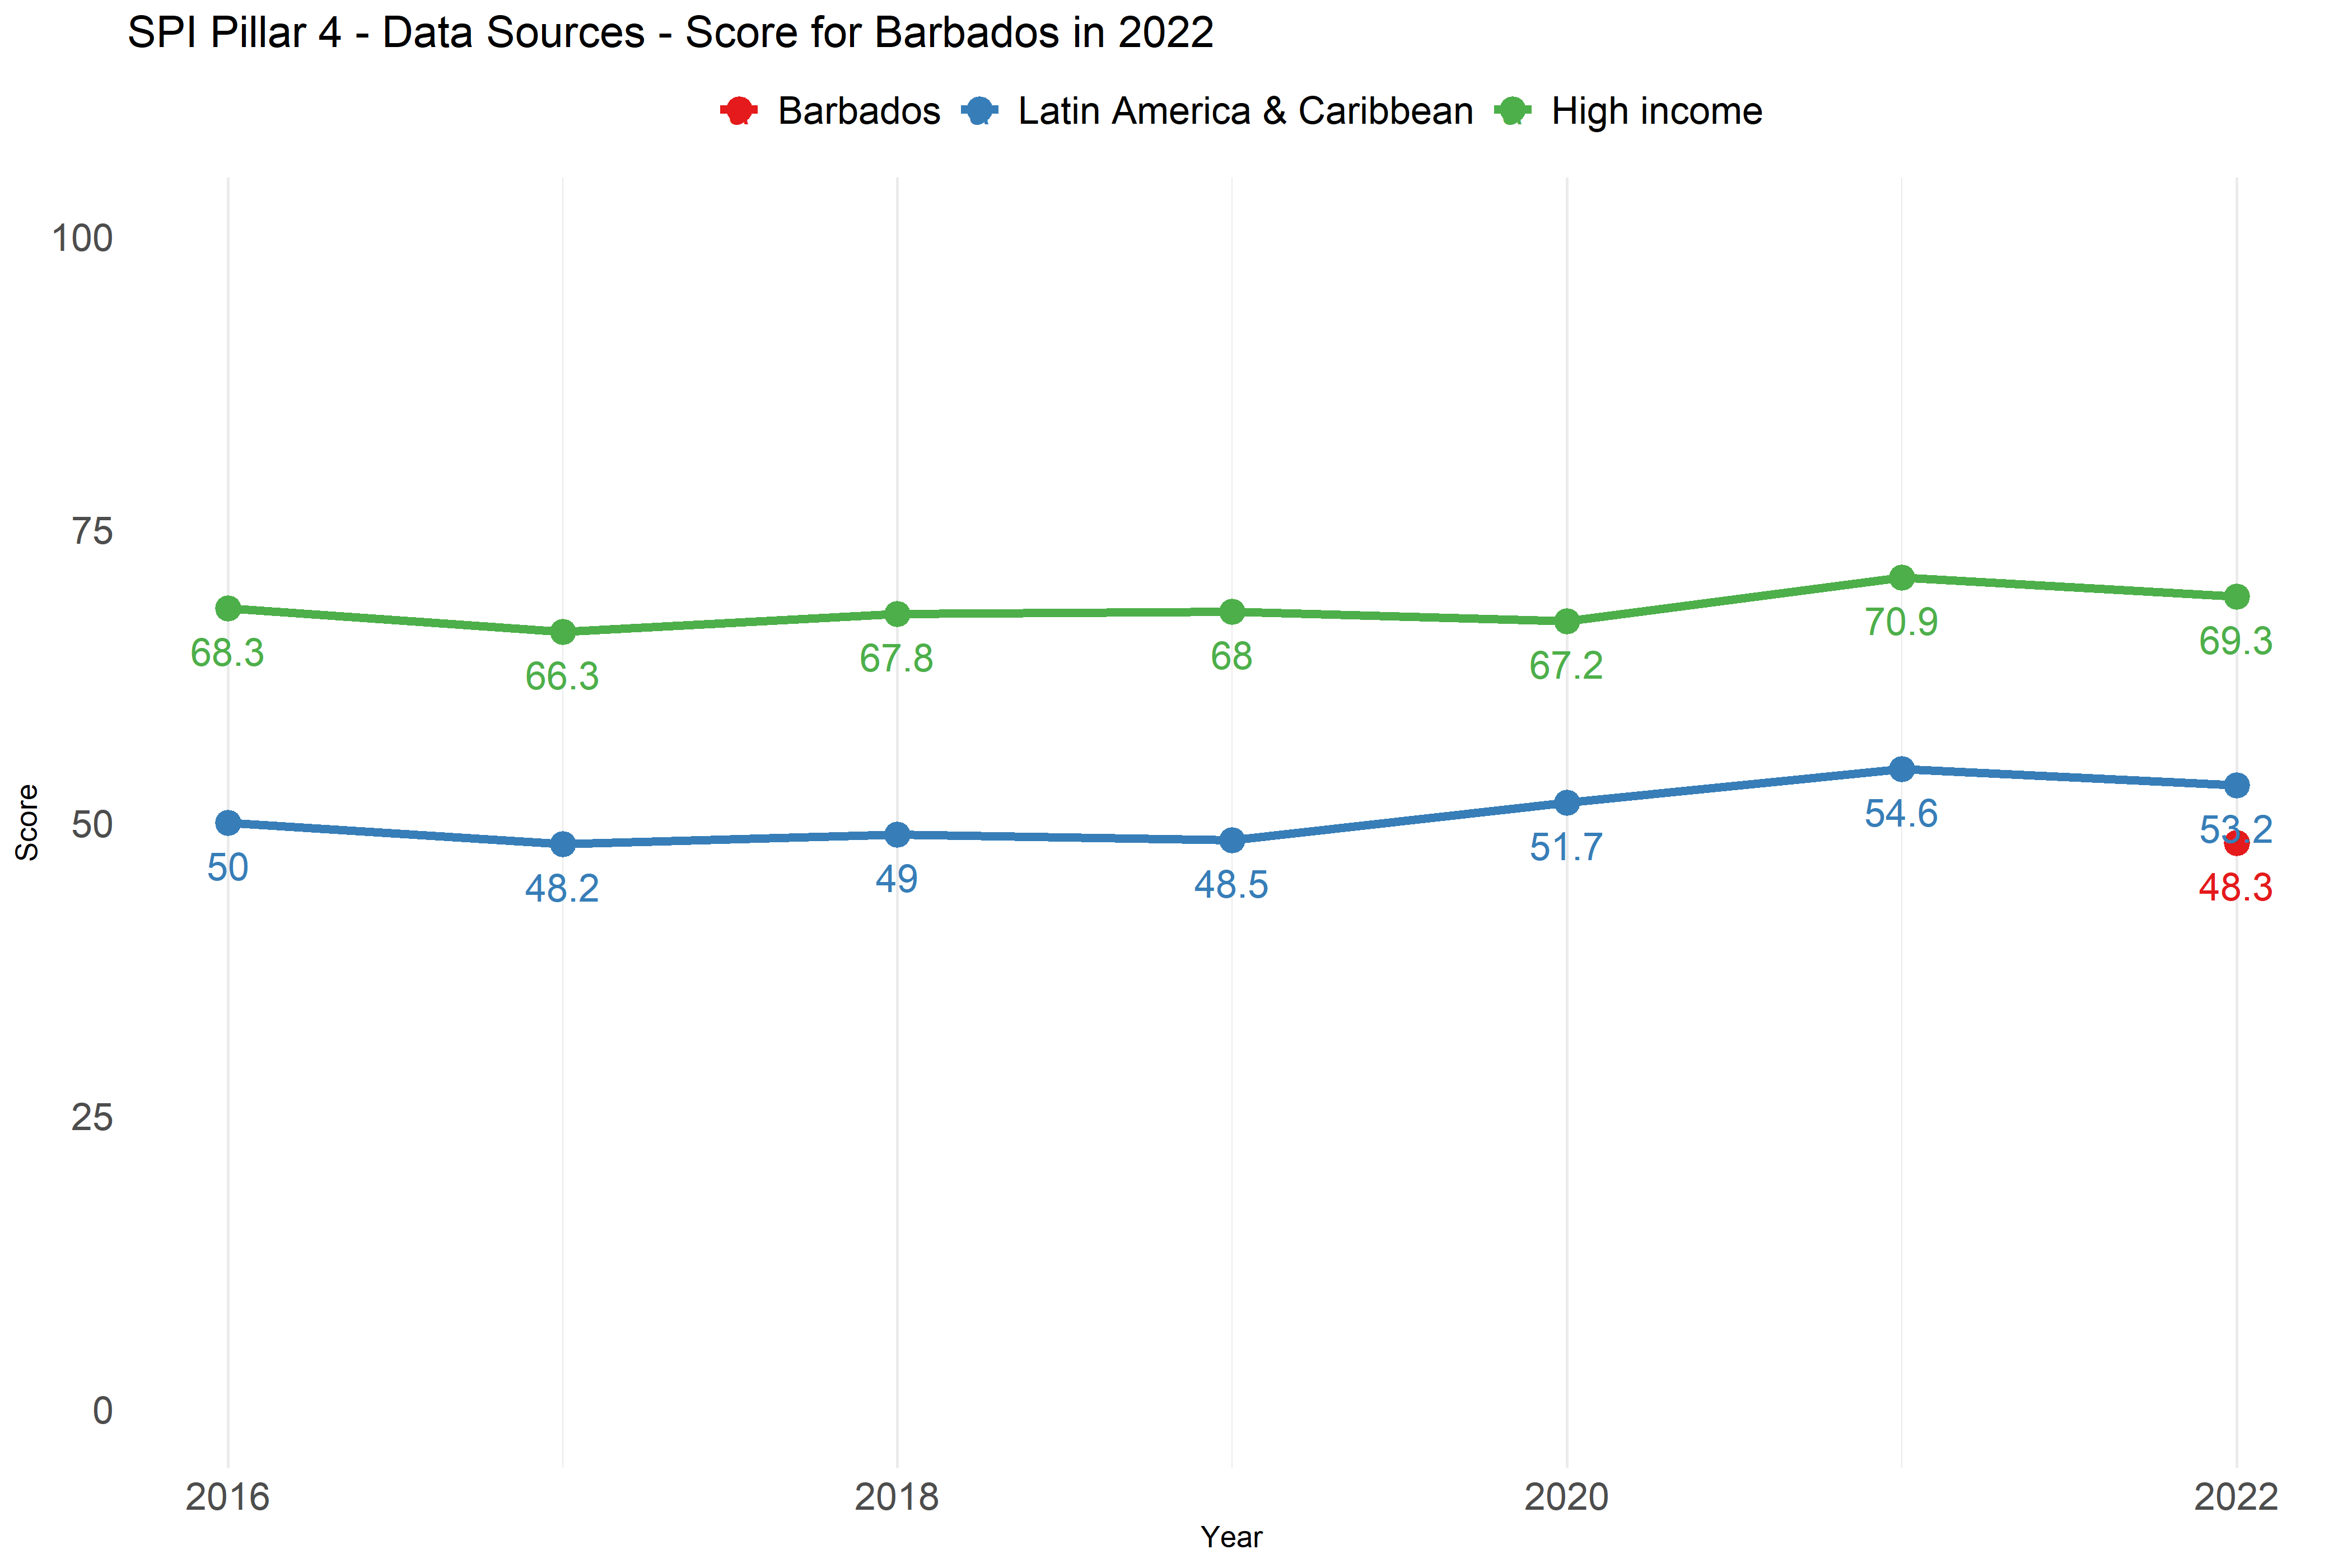 SPI Pillar 4 - Data Sources - Score for Barbados in 2022
Barbados Latin America & Caribbean High income
100
75
50
25
0
Score
68.3 66.3 67.8 68 67.2 70.9 69.3
50 48.2 49 48.5 51.7 54.6 53.2
48.3
2016 2018 2020 2022
Year